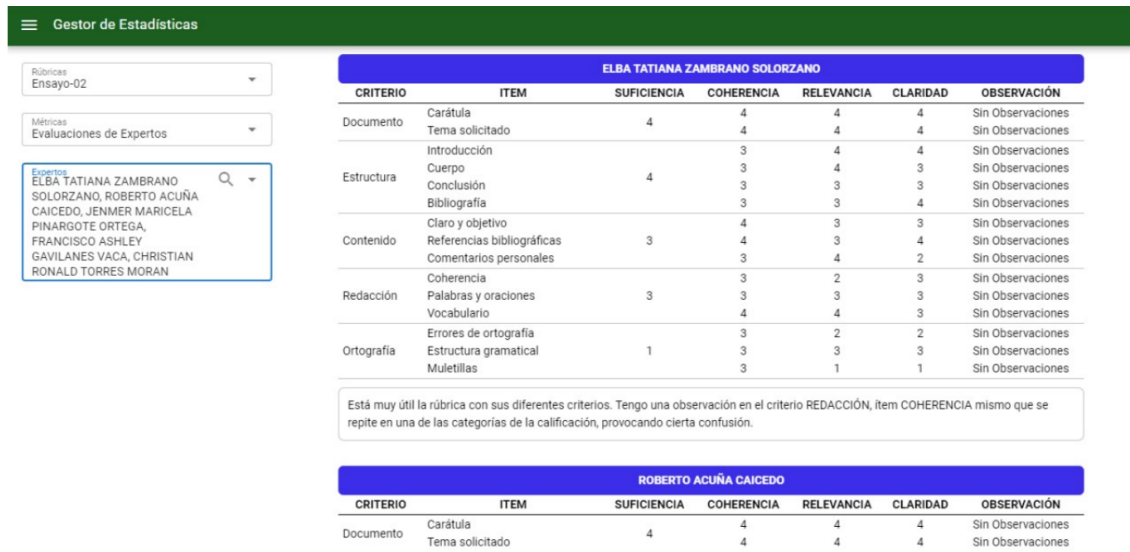 Gestor de Estadísticas
Rúbricas
Ensayo-02
Métricas
Evaluaciones de Expertos
Expertos
ELBA TATIANA ZAMBRANO
SOLORZANO, ROBERTO ACUÑA
CAICEDO, JENMER MARICELA
PINARGOTE ORTEGA,
FRANCISCO ASHLEY
GAVILANES VACA, CHRISTIAN
RONALD TORRES MORAN
ELBA TATIANA ZAMBRANO SOLORZANO
CRITERIO ITEM SUFICIENCIA COHERENCIA RELEVANCIA CLARIDAD OBSERVACIÓN
Documento 4
Carátula 4 4 4 Sin Observaciones
Tema solicitado 4 4 4 Sin Observaciones
Estructura 4
Introducción 3 4 4 Sin Observaciones
Cuerpo 3 4 3 Sin Observaciones
Conclusión 3 3 3 Sin Observaciones
Bibliografía 3 3 4 Sin Observaciones
Contenido 3
Claro y objetivo 4 3 3 Sin Observaciones
Referencias bibliográficas 4 3 4 Sin Observaciones
Comentarios personales 3 4 2 Sin Observaciones
Redacción 3
Coherencia 3 2 3 Sin Observaciones
Palabras y oraciones 3 3 3 Sin Observaciones
Vocabulario 4 4 3 Sin Observaciones
Ortografía 1
Errores de ortografía 3 2 2 Sin Observaciones
Estructura gramatical 3 3 3 Sin Observaciones
Muletillas 3 1 1 Sin Observaciones
Está muy útil la rúbrica con sus diferentes criterios. Tengo una observación en el criterio REDACCIÓN, ítem COHERENCIA mismo que se
repite en una de las categorías de la calificación, provocando cierta confusión.
ROBERTO ACUÑA CAICEDO
CRITERIO ITEM SUFICIENCIA COHERENCIA RELEVANCIA CLARIDAD OBSERVACIÓN
Documento 4
Carátula 4 4 4 Sin Observaciones
Tema solicitado 4 4 4 Sin Observaciones